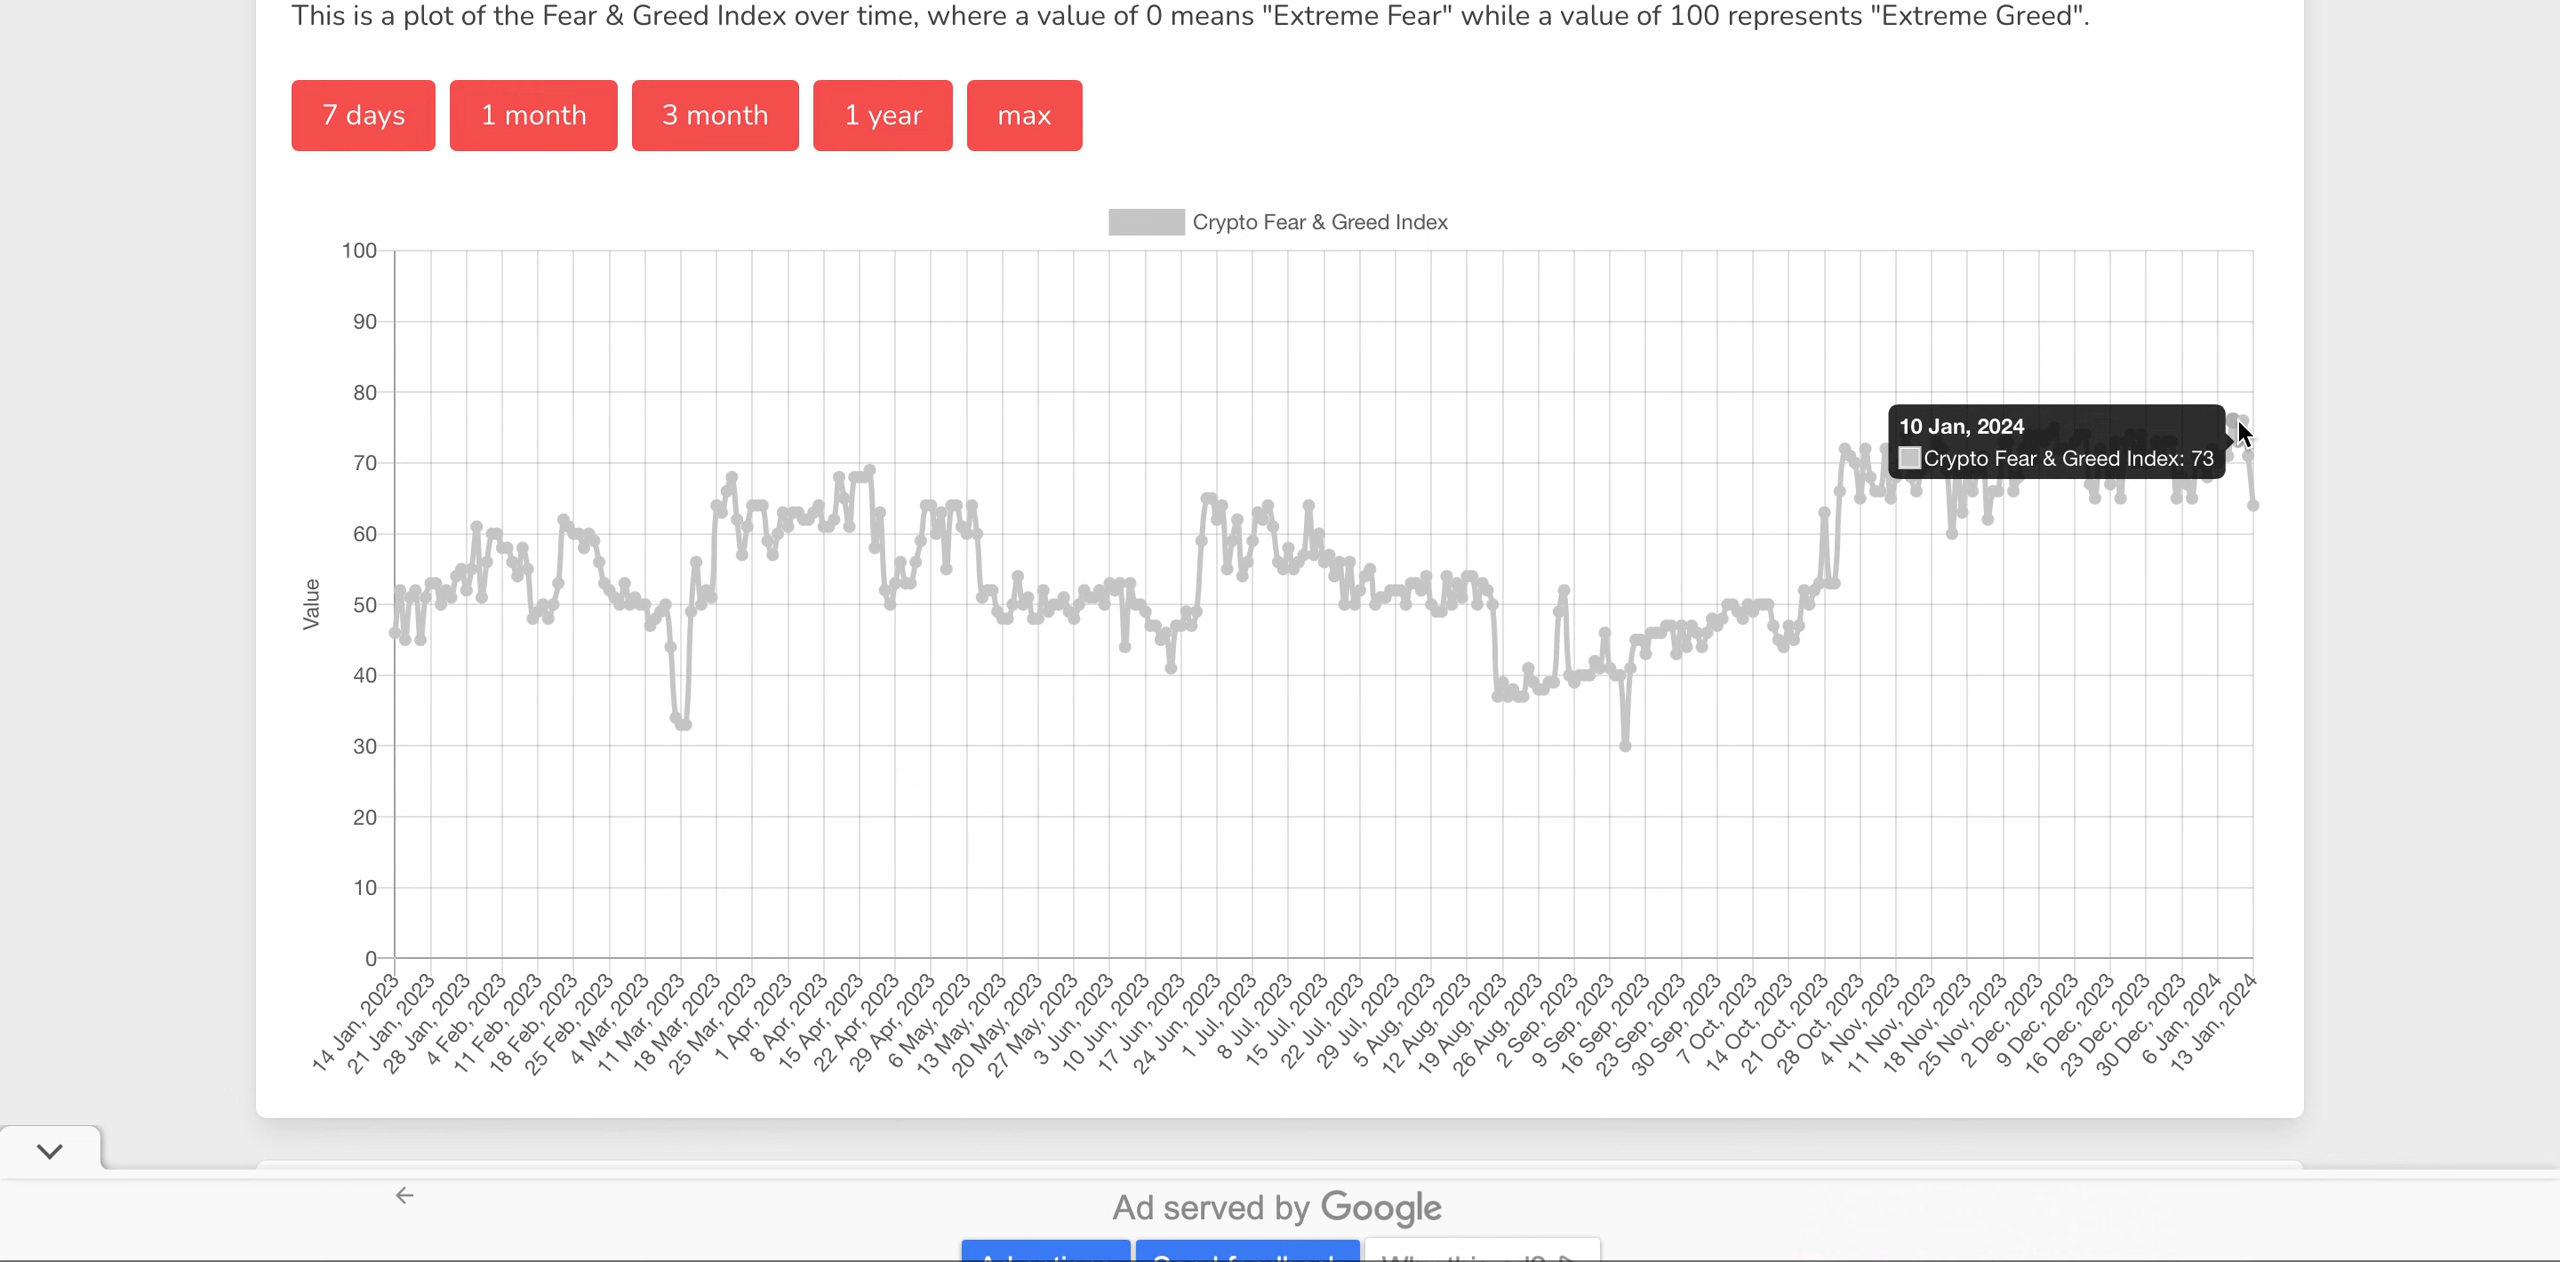 This is a plot of the Fear & Greed Index over time, where a value of 0 means "Extreme Fear" while a value of 100 represents "Extreme Greed".
7 days
1 month
3 month
1 year
max
Crypto Fear & Greed Index
100
90
80
70
60
50
40
30
20
10
0
Value
10 Jan, 2024
Crypto Fear & Greed Index: 73
14 Jan, 2023
21 Jan, 2023
28 Jan, 2023
4 Feb, 2023
11 Feb, 2023
18 Feb, 2023
25 Feb, 2023
4 Mar, 2023
11 Mar, 2023
18 Mar, 2023
25 Mar, 2023
1 Apr, 2023
8 Apr, 2023
15 Apr, 2023
22 Apr, 2023
29 Apr, 2023
6 May, 2023
13 May, 2023
20 May, 2023
27 May, 2023
3 Jun, 2023
10 Jun, 2023
17 Jun, 2023
24 Jun, 2023
1 Jul, 2023
8 Jul, 2023
15 Jul, 2023
22 Jul, 2023
29 Jul, 2023
5 Aug, 2023
12 Aug, 2023
19 Aug, 2023
26 Aug, 2023
2 Sep, 2023
9 Sep, 2023
16 Sep, 2023
23 Sep, 2023
30 Sep, 2023
7 Oct, 2023
14 Oct, 2023
21 Oct, 2023
28 Oct, 2023
4 Nov, 2023
11 Nov, 2023
18 Nov, 2023
25 Nov, 2023
2 Dec, 2023
9 Dec, 2023
16 Dec, 2023
23 Dec, 2023
30 Dec, 2023
6 Jan, 2024
13 Jan, 2024
Ad served by Google